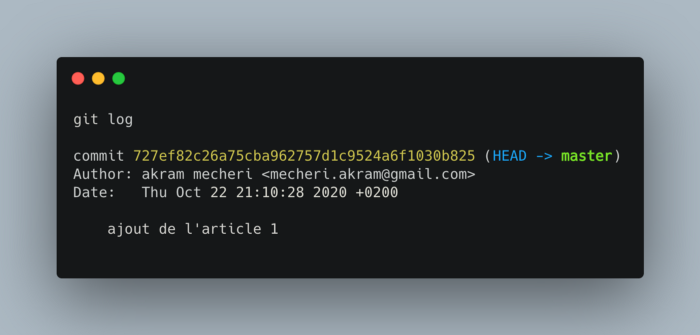 git log
commit 727ef82c26a75cba962757d1c9524a6f1030b825 (HEAD -> master)
Author: akram mecheri <mecheri.akram@gmail.com>
Date:   Thu Oct 22 21:10:28 2020 +0200
ajout de l'article 1